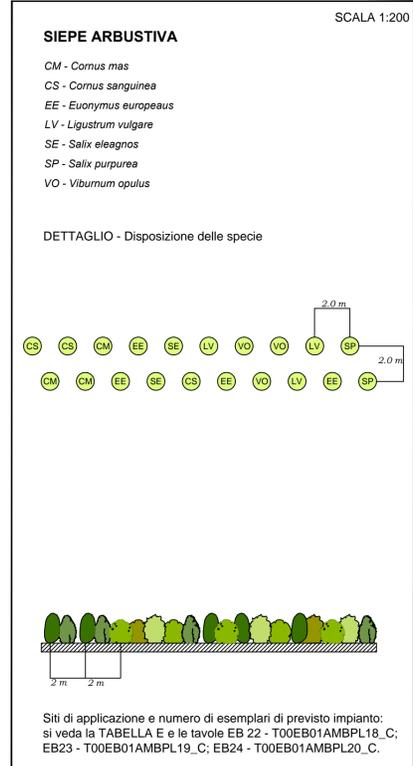 SCALA 1:200
SIEPE ARBUSTIVA
CM - Cornus mas
CS - Cornus sanguinea
EE - Euonymus europeaus
LV - Ligustrum vulgare
SE - Salix eleagnos
SP - Salix purpurea
VO - Viburnum opulus
DETTAGLIO - Disposizione delle specie
2.0 m
CS CS CM EE SE LV VO VO LV SP
2.0 m
CM CM EE SE CS EE VO LV EE SP
2 m 2 m
Siti di applicazione e numero di esemplari di previsto impianto:
si veda la TABELLA E e le tavole EB 22 - T00EB01AMBPL18_C;
EB23 - T00EB01AMBPL19_C; EB24 - T00EB01AMBPL20_C.